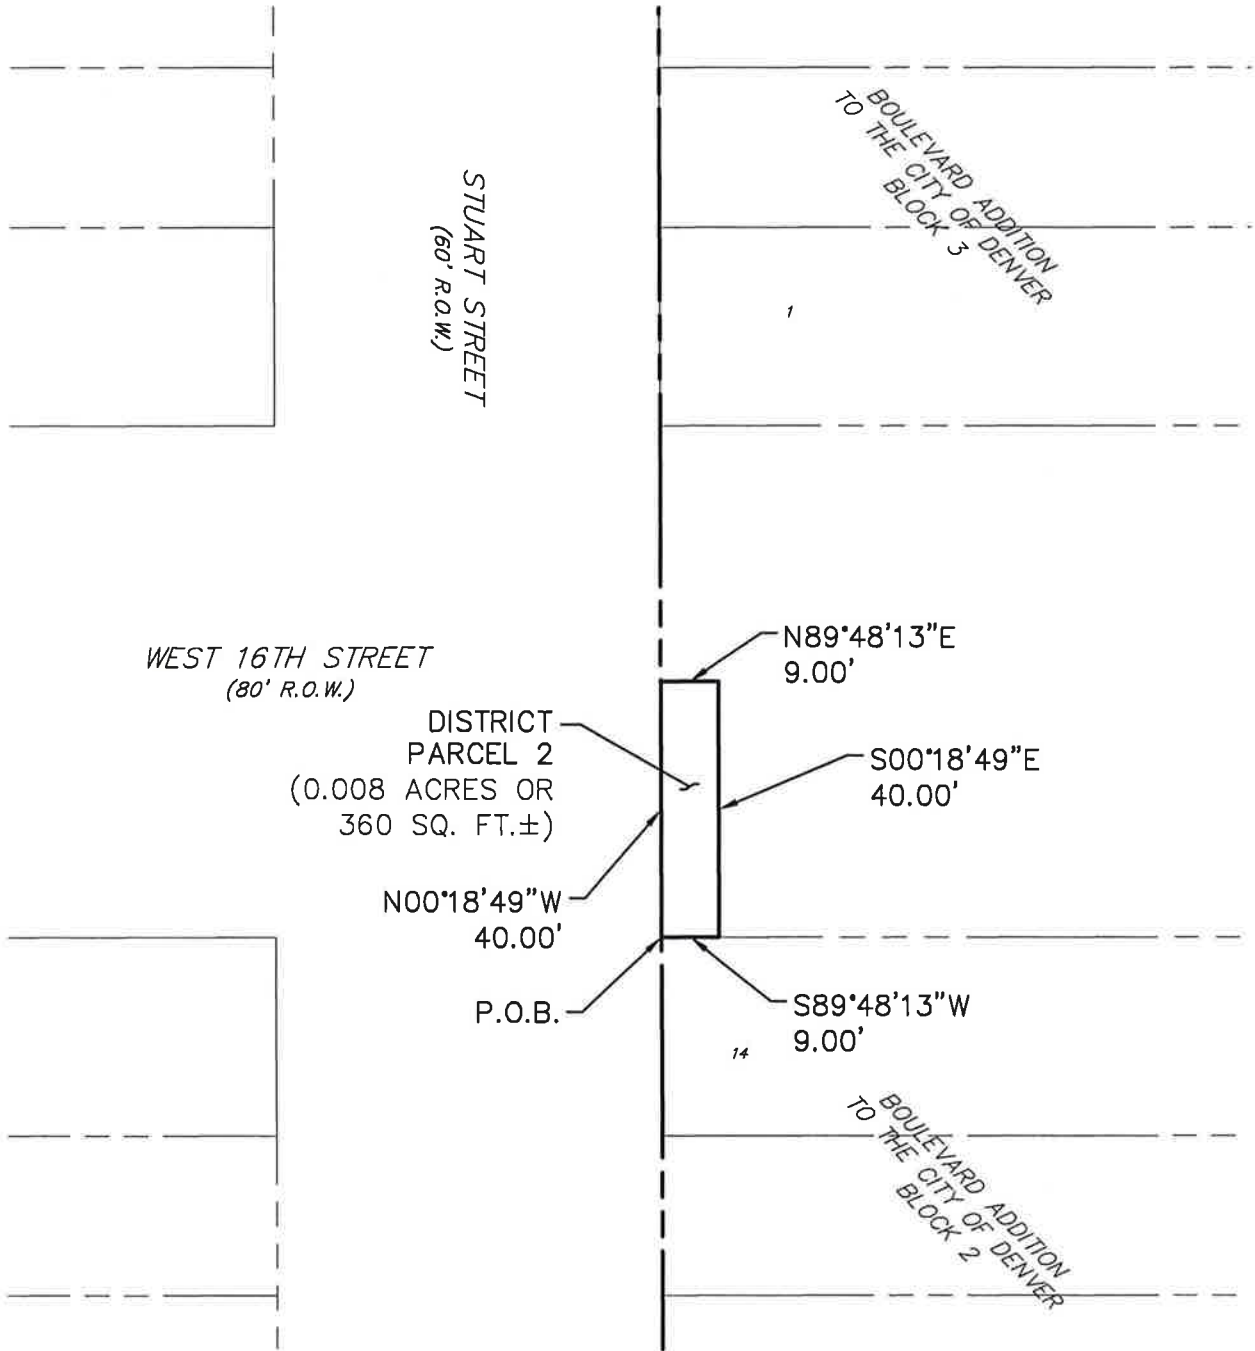 BOULEVARD ADDITION
TO THE CITY OF DENVER
BLOCK 3
STUART STREET
(60' R.O.W.)
1
WEST 16TH STREET
(80' R.O.W.)
N89°48'13"E
9.00'
DISTRICT
PARCEL 2
(0.008 ACRES OR
360 SQ. FT.±)
S00°18'49"E
40.00'
N00°18'49"W
40.00'
P.O.B.
S89°48'13"W
9.00'
14
BOULEVARD ADDITION
TO THE CITY OF DENVER
BLOCK 2